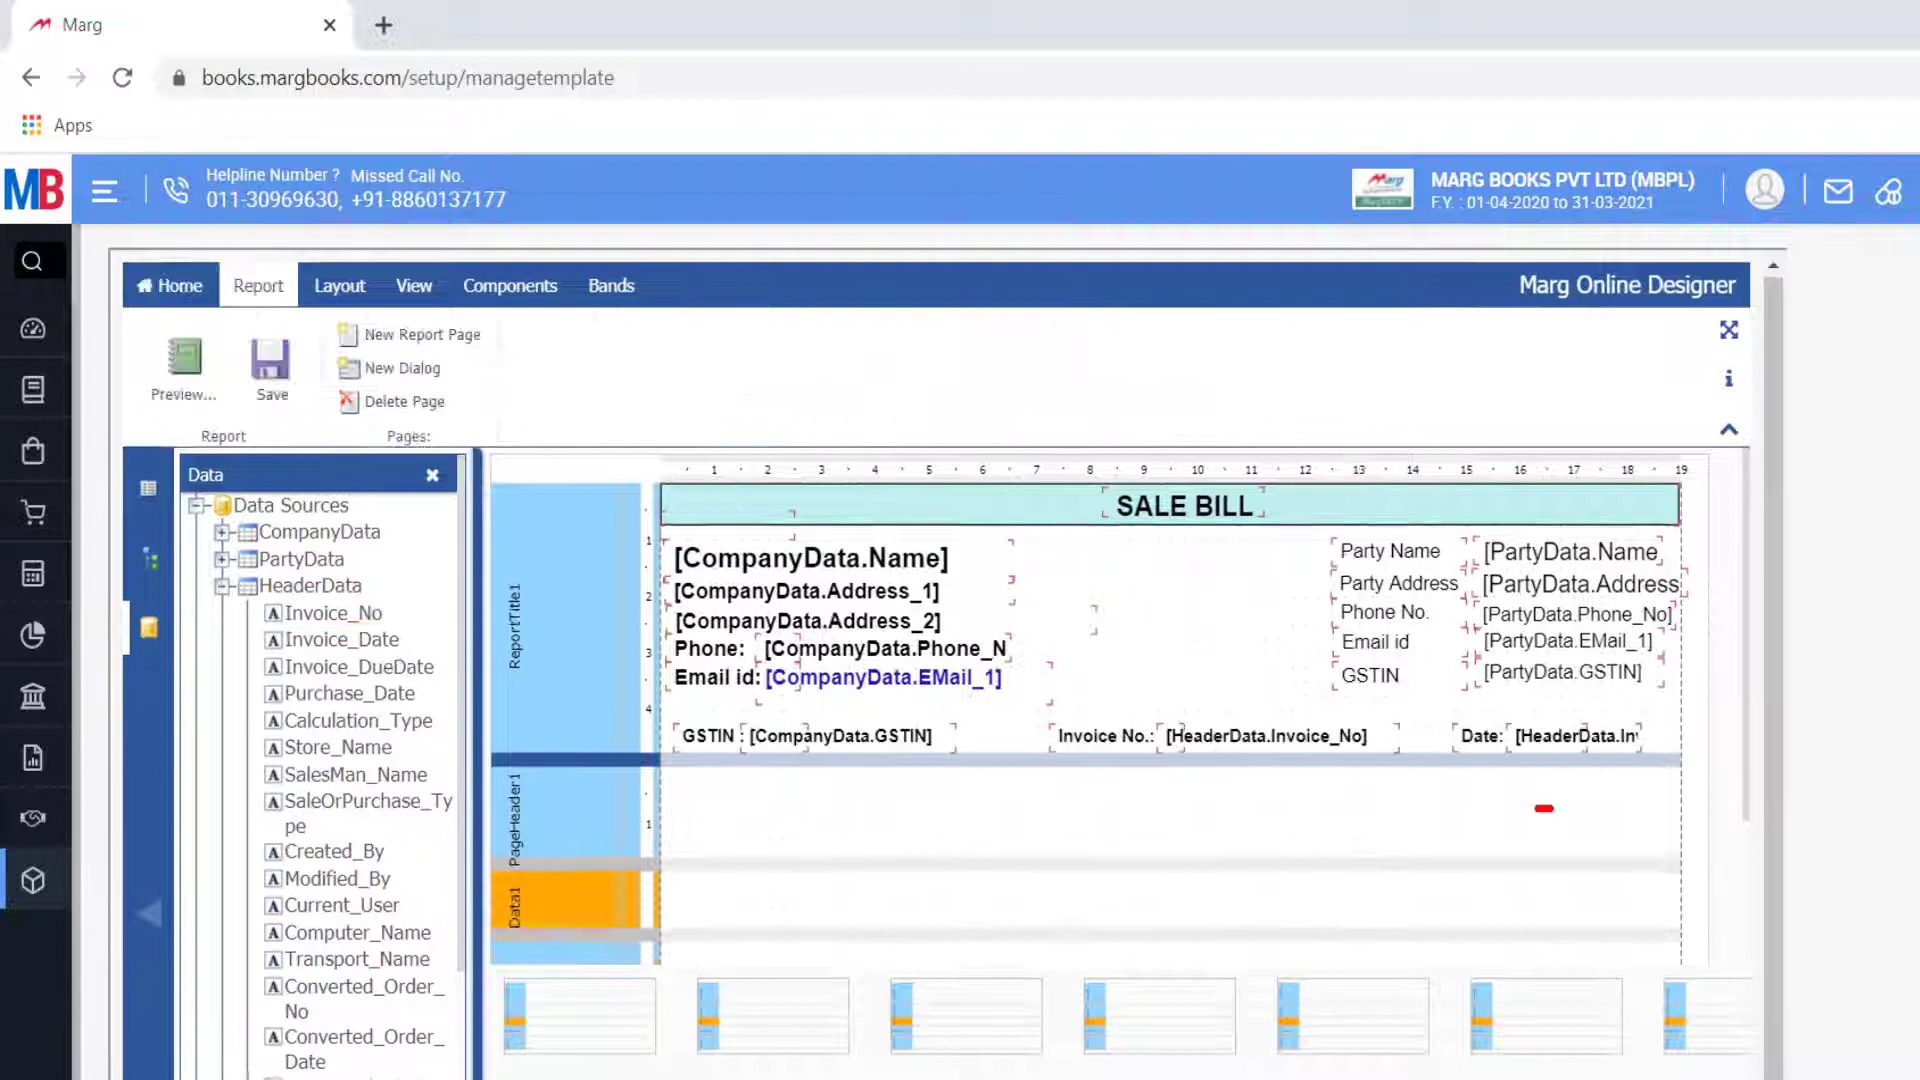 Marg
books.margbooks.com/setup/managetemplate
Apps
MB
Helpline Number ? Missed Call No.
011-30969630, +91-8860137177
Marg
MARG BOOKS PVT LTD (MBPL)
F.Y. : 01-04-2020 to 31-03-2021
Home Report Layout View Components Bands
Marg Online Designer
Preview...
Save
New Report Page
New Dialog
Delete Page
Report
Pages:
Data
Data Sources
CompanyData
PartyData
HeaderData
Invoice_No
Invoice_Date
Invoice_DueDate
Purchase_Date
Calculation_Type
Store_Name
SalesMan_Name
SaleOrPurchase_Ty
pe
Created_By
Modified_By
Current_User
Computer_Name
Transport_Name
Converted_Order_
No
Converted_Order_
Date
1 2 3 4 5 6 7 8 9 10 11 12 13 14 15 16 17 18 19
ReportTitle1
1
2
3
4
SALE BILL
[CompanyData.Name]
[CompanyData.Address_1]
[CompanyData.Address_2]
Phone: [CompanyData.Phone_N
Email id: [CompanyData.EMail_1]
Party Name [PartyData.Name
Party Address [PartyData.Address
Phone No. [PartyData.Phone_No]
Email id [PartyData.EMail_1]
GSTIN [PartyData.GSTIN]
GSTIN : [CompanyData.GSTIN] Invoice No.: [HeaderData.Invoice_No] Date: [HeaderData.In
PageHeader1
1
Data1